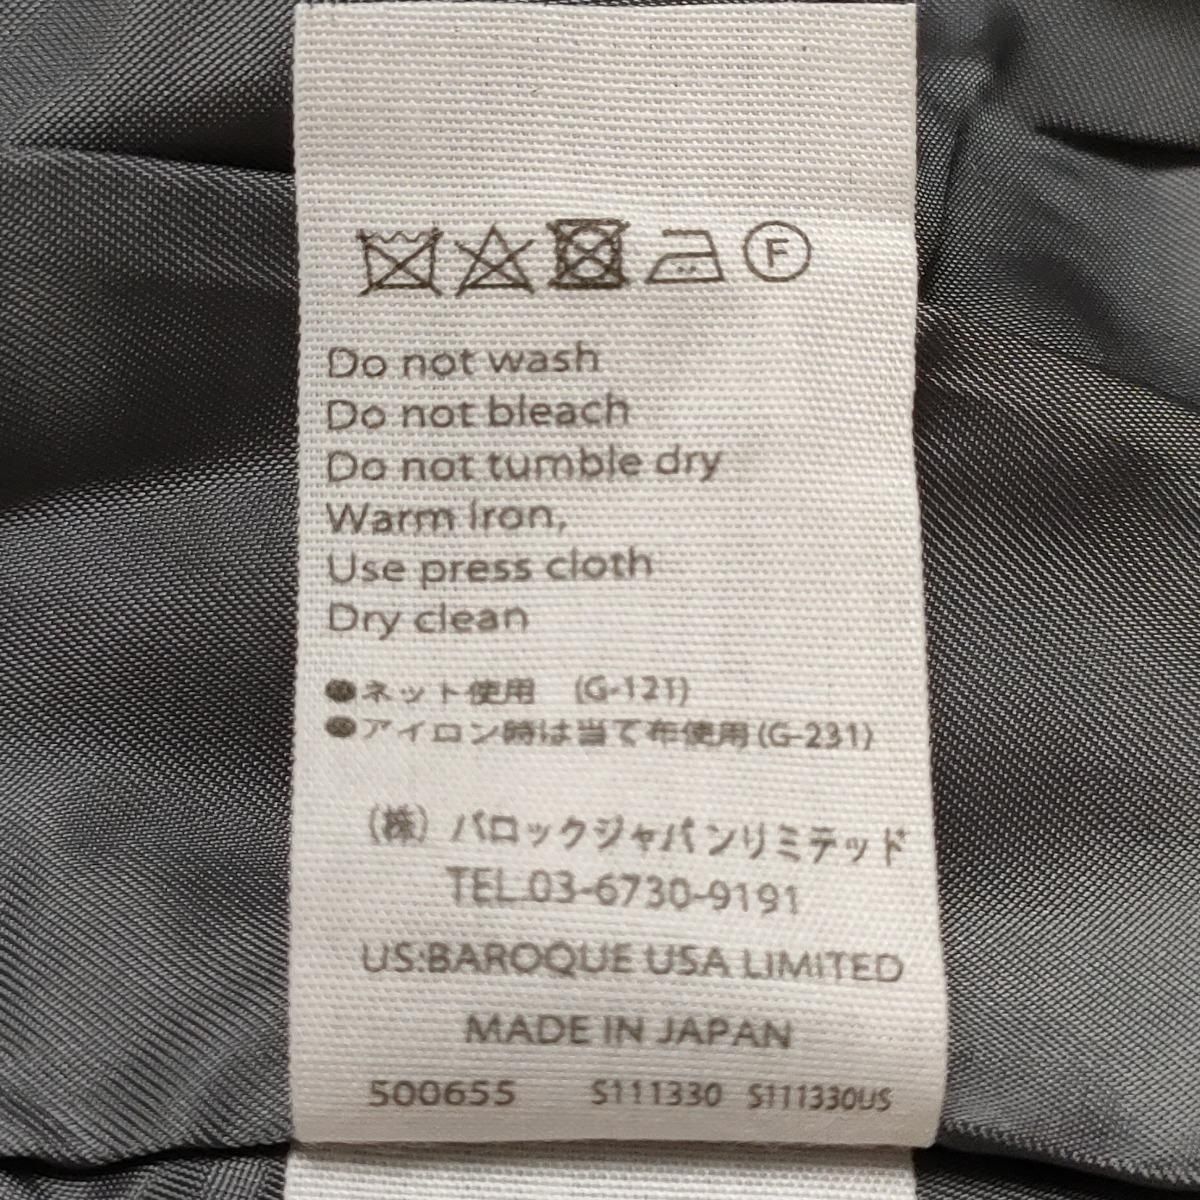 F
Do not wash
Do not bleach
Do not tumble dry
Warm iron,
Use press cloth
Dry clean
●ネット使用 (G-121)
●アイロン時は当て布使用(G-231)
(株) バロックジャパンリミテッド
TEL.03-6730-9191
US:BAROQUE USA LIMITED
MADE IN JAPAN
500655 S111330 S111330US